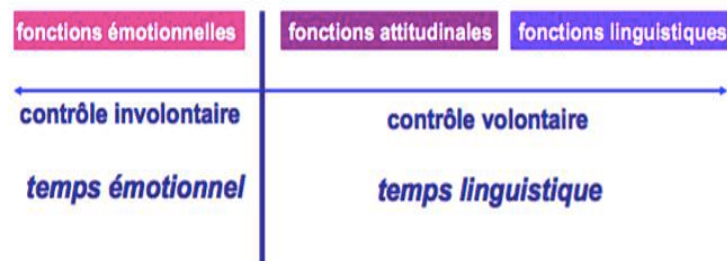 fonctions émotionnelles
fonctions attitudinales
fonctions linguistiques
contrôle involontaire
contrôle volontaire
temps émotionnel
temps linguistique